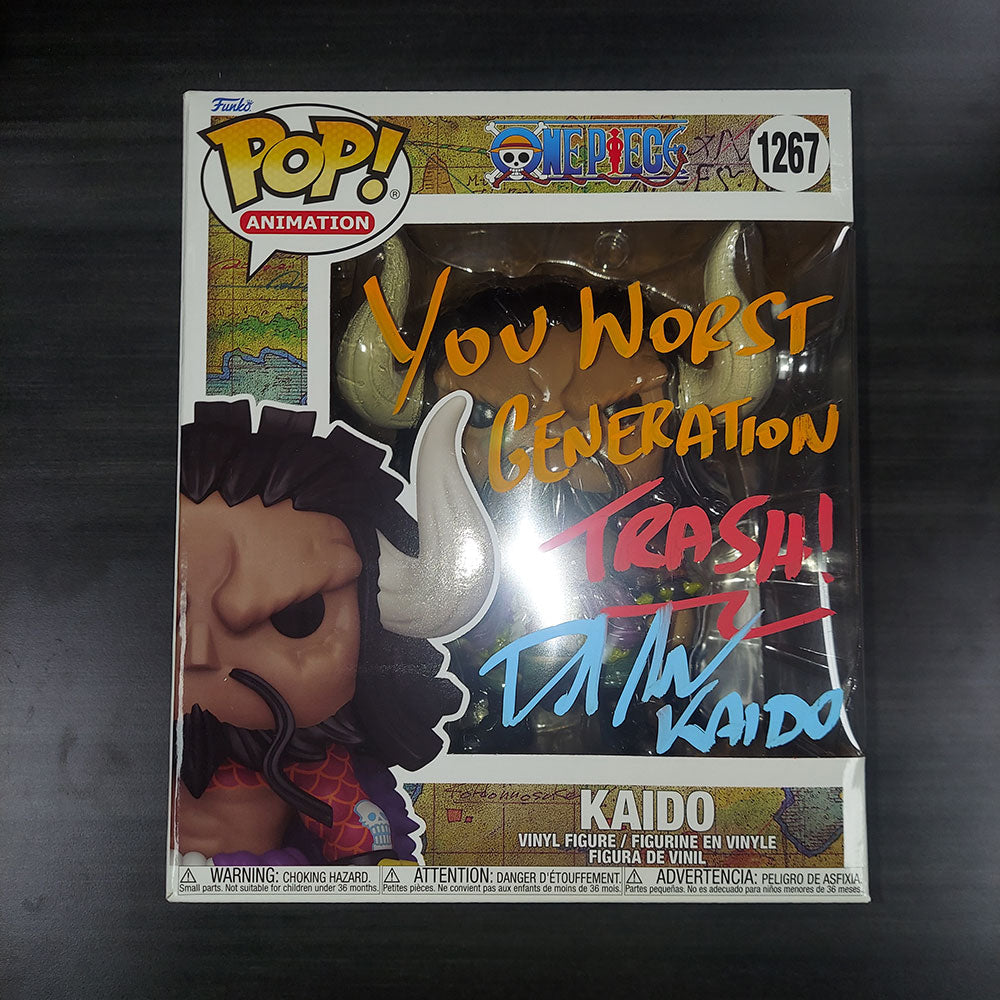 Funko
POP!
ANIMATION
ONE PIECE
1267
YOU WORST
GENERATION
TRASH!
KAIDO
KAIDO
VINYL FIGURE / FIGURINE EN VINYLE
FIGURA DE VINIL
WARNING: CHOKING HAZARD.
Small parts. Not suitable for children under 36 months.
ATTENTION: DANGER D'ÉTOUFFEMENT.
Petites pièces. Ne convient pas aux enfants de moins de 36 mois.
ADVERTENCIA: PELIGRO DE ASFIXIA.
Partes pequeñas. No es adecuado para niños menores de 36 meses.